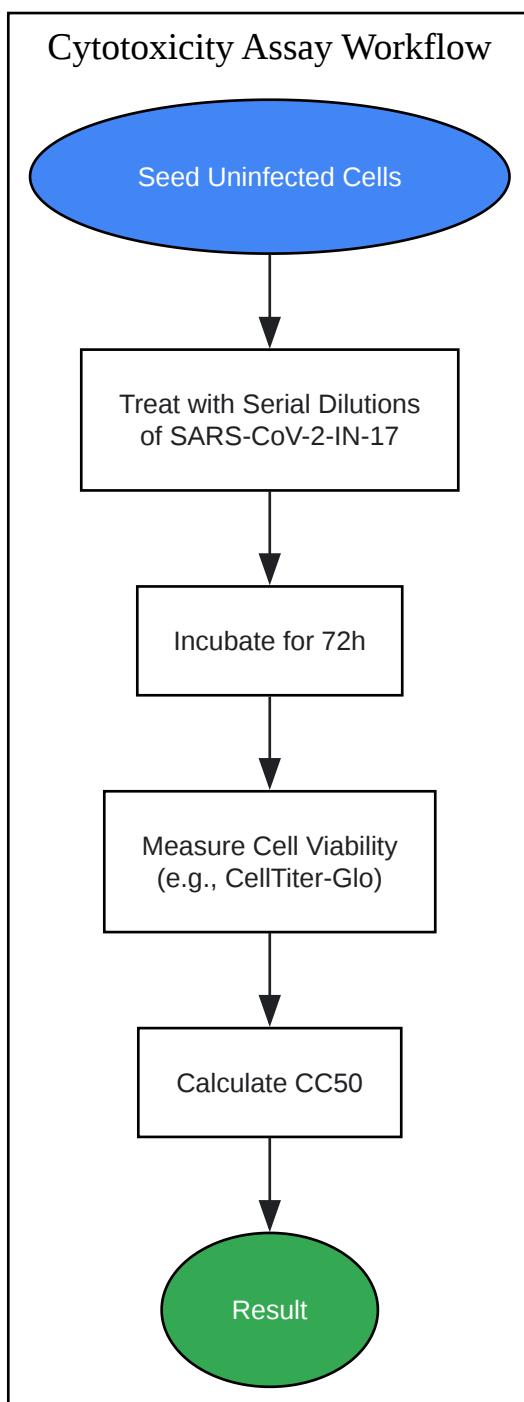 Cytotoxicity Assay Workflow
Seed Uninfected Cells
Treat with Serial Dilutions
of SARS-CoV-2-IN-17
Incubate for 72h
Measure Cell Viability
(e.g., CellTiter-Glo)
Calculate CC50
Result